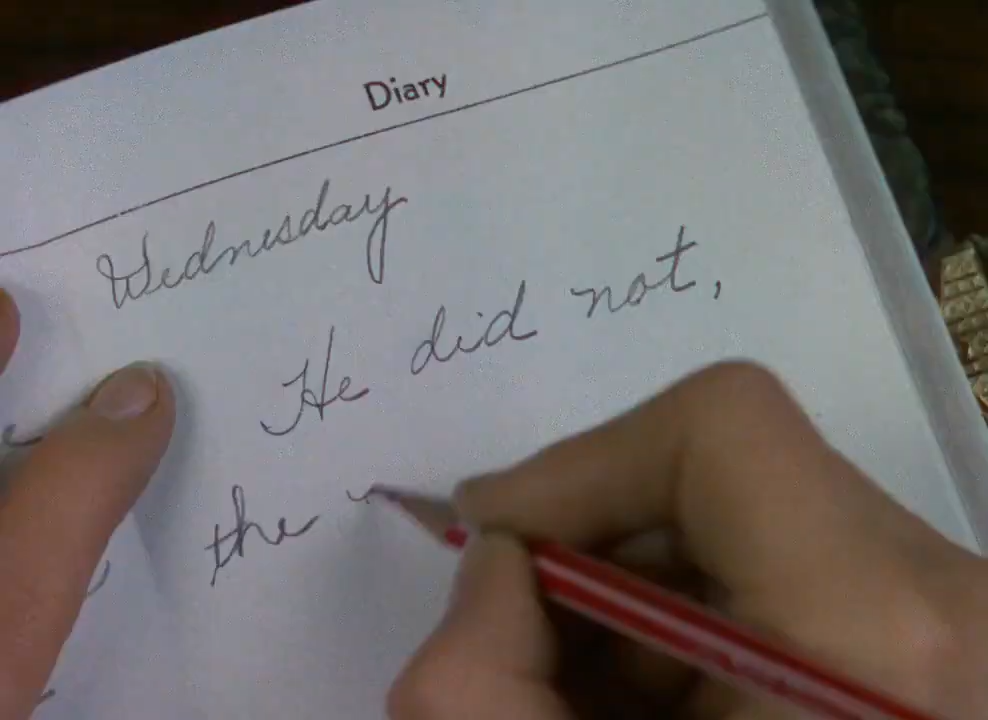 Diary
Wednesday
He did not,
the